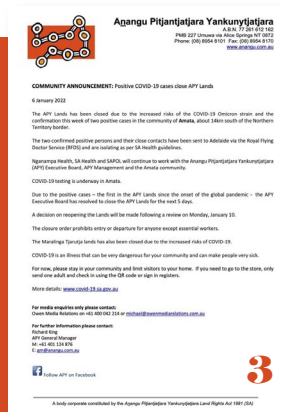 Anangu Pitjantjatjara Yankunytjatjara
A.B.N. 77 261 612 162
PMB 227 Umuwa via Alice Springs NT 0872
Phone: (08) 8954 8101 Fax: (08) 8954 8170
www.anangu.com.au
COMMUNITY ANNOUNCEMENT: Positive COVID-19 cases close APY Lands
6 January 2022
The APY Lands has been closed due to the increased risks of the COVID-19 Omicron strain and the
confirmation this week of two positive cases in the community of Amata, about 14km south of the Northern
Territory border.
The two confirmed positive persons and their close contacts have been sent to Adelaide via the Royal Flying
Doctor Service (RFDS) and are isolating as per SA Health guidelines.
Nganampa Health, SA Health and SAPOL will continue to work with the Anangu Pitjantjatjara Yankunytjatjara
(APY) Executive Board, APY Management and the Amata community.
COVID-19 testing is underway in Amata.
Due to the positive cases – the first in the APY Lands since the onset of the global pandemic – the APY
Executive Board has resolved to close the APY Lands for the next 5 days.
A decision on reopening the Lands will be made following a review on Monday, January 10.
The closure order prohibits entry or departure for anyone except essential workers.
The Maralinga Tjarutja lands has also been closed due to the increased risks of COVID-19.
COVID-19 is an illness that can be very dangerous for your community and can make people very sick.
For now, please stay in your community and limit visitors to your home. If you need to go to the store, only
send one adult and check in using the QR code or sign in registers.
More details: www.covid-19.sa.gov.au
For media enquiries only please contact:
Owen Media Relations on +61 400 042 214 or michael@owenmediarelations.com.au
For further information please contact:
Richard King
APY General Manager
M: +61 401 124 876
E: gm@anangu.com.au
Follow APY on Facebook
3
A body corporate constituted by the Anangu Pitjantjatjara Yankunytjatjara Land Rights Act 1981 (SA)